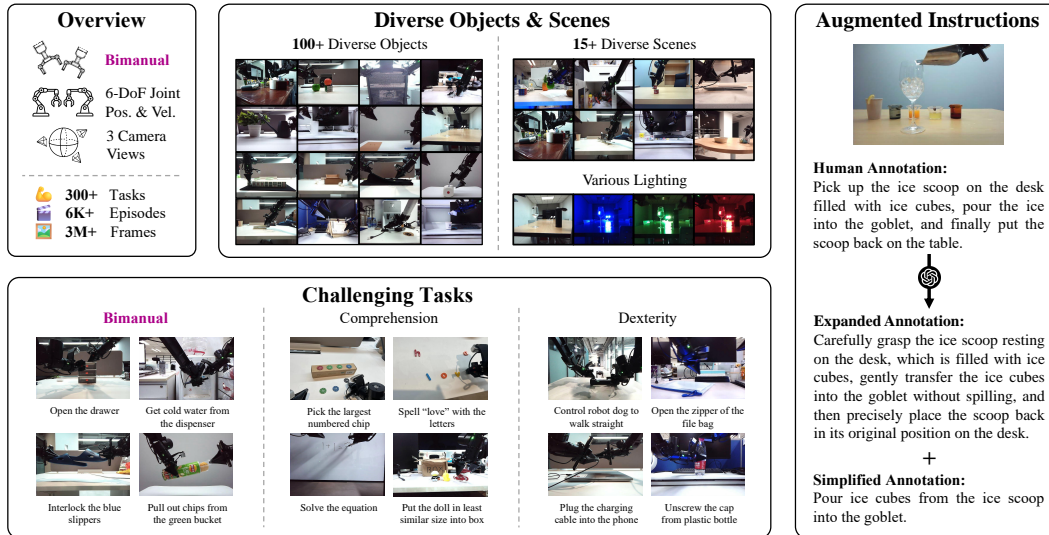 Overview
Bimanual
6-DoF Joint
Pos. & Vel.
3 Camera
Views
300+ Tasks
6K+ Episodes
3M+ Frames
Diverse Objects & Scenes
100+ Diverse Objects
15+ Diverse Scenes
Various Lighting
Challenging Tasks
Bimanual
Comprehension
Dexterity
Open the drawer
Get cold water from
the dispenser
Pick the largest
numbered chip
Spell “love” with the
letters
Control robot dog to
walk straight
Open the zipper of the
file bag
Interlock the blue
slippers
Pull out chips from
the green bucket
Solve the equation
Put the doll in least
similar size into box
Plug the charging
cable into the phone
Unscrew the cap
from plastic bottle
Augmented Instructions
Human Annotation:
Pick up the ice scoop on the desk
filled with ice cubes, pour the ice
into the goblet, and finally put the
scoop back on the table.
Expanded Annotation:
Carefully grasp the ice scoop resting
on the desk, which is filled with ice
cubes, gently transfer the ice cubes
into the goblet without spilling, and
then precisely place the scoop back
in its original position on the desk.
+
Simplified Annotation:
Pour ice cubes from the ice scoop
into the goblet.